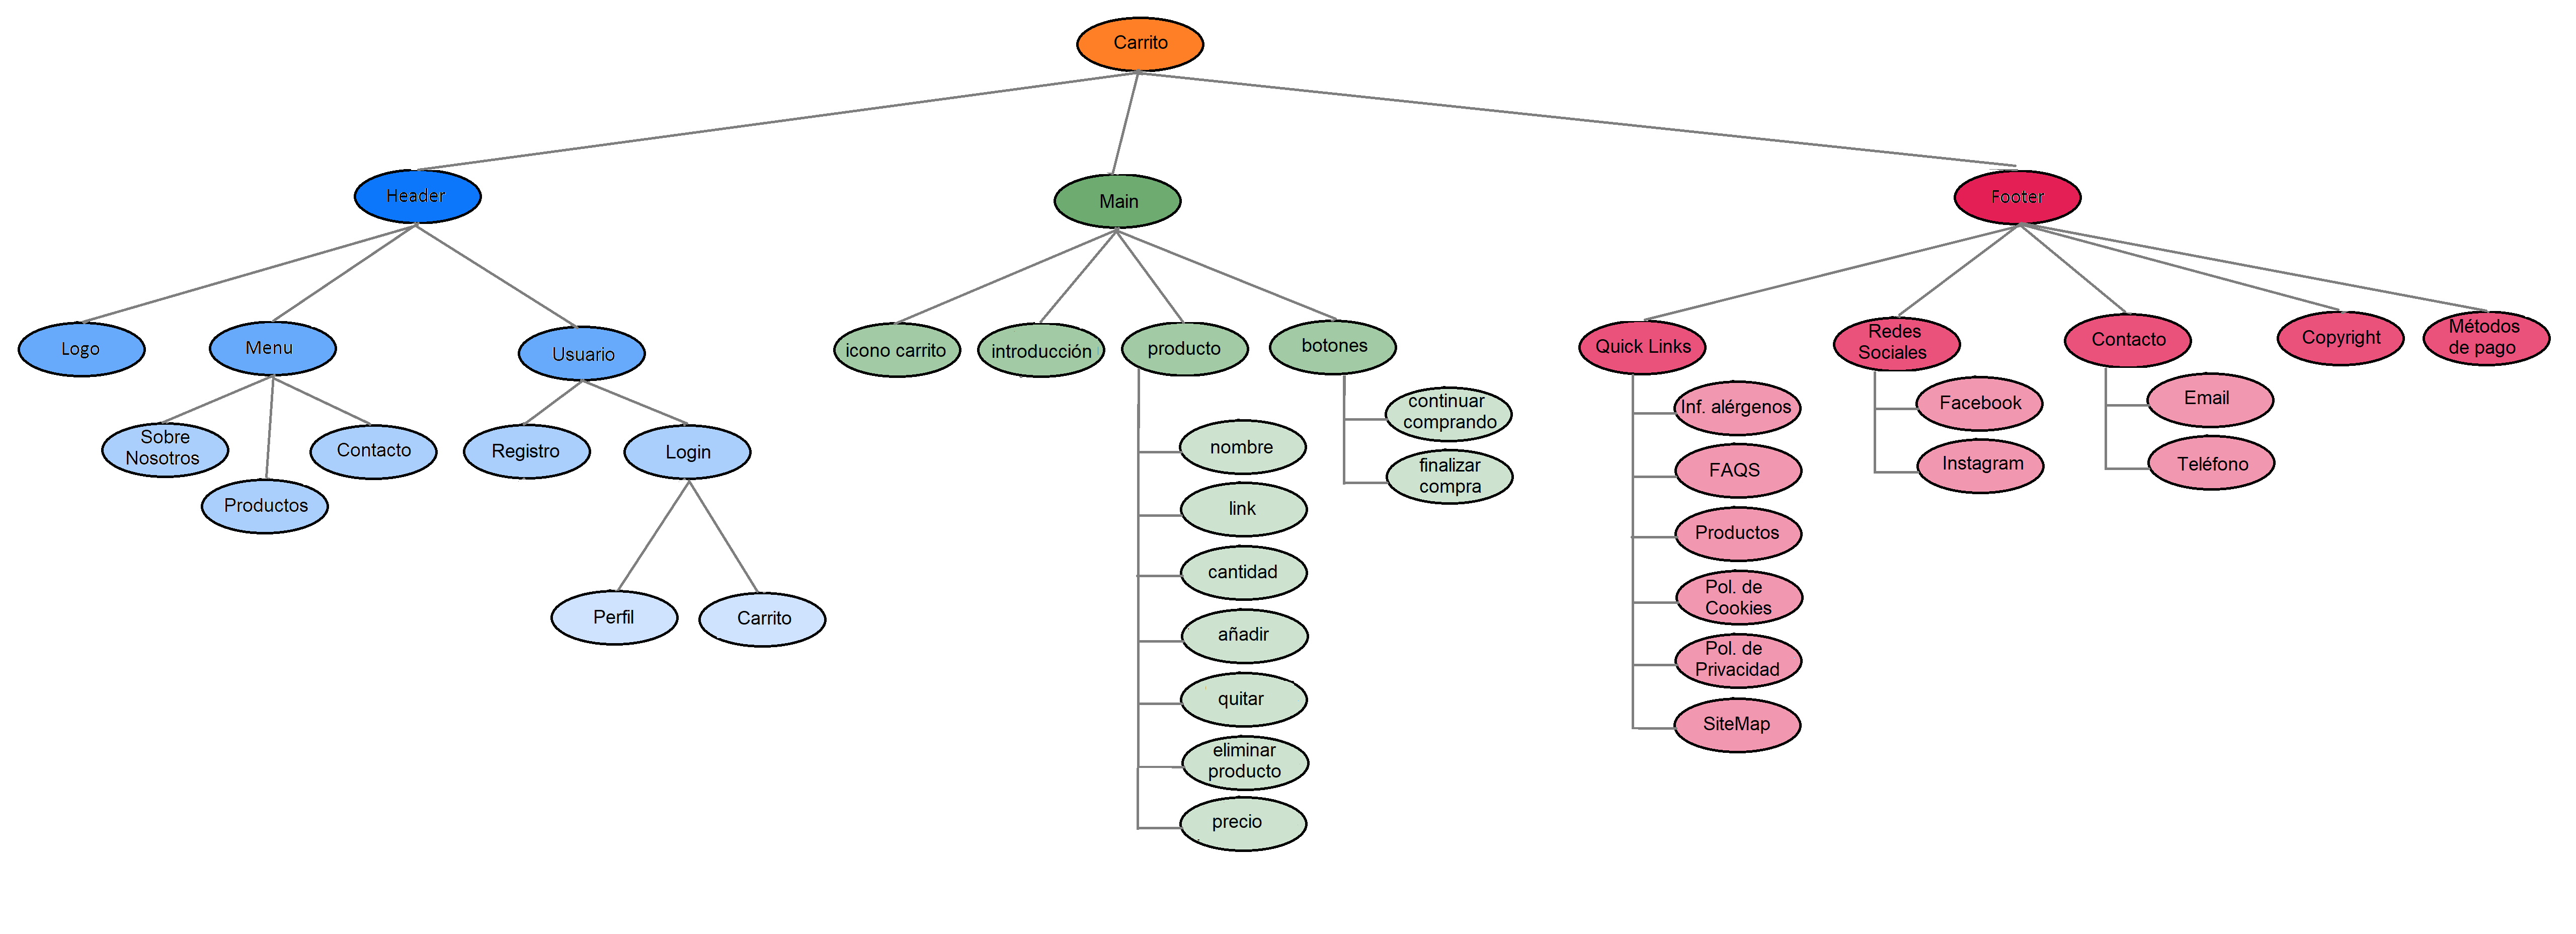 Carrito
Header
Main
Footer
Logo
Menu
Usuario
icono carrito
introducción
producto
botones
Quick Links
Redes
Sociales
Contacto
Copyright
Métodos
de pago
Sobre
Nosotros
Productos
Contacto
Registro
Login
Perfil
Carrito
nombre
link
cantidad
añadir
quitar
eliminar
producto
precio
continuar
comprando
finalizar
compra
Inf. alérgenos
FAQS
Productos
Pol. de
Cookies
Pol. de
Privacidad
SiteMap
Facebook
Instagram
Email
Teléfono